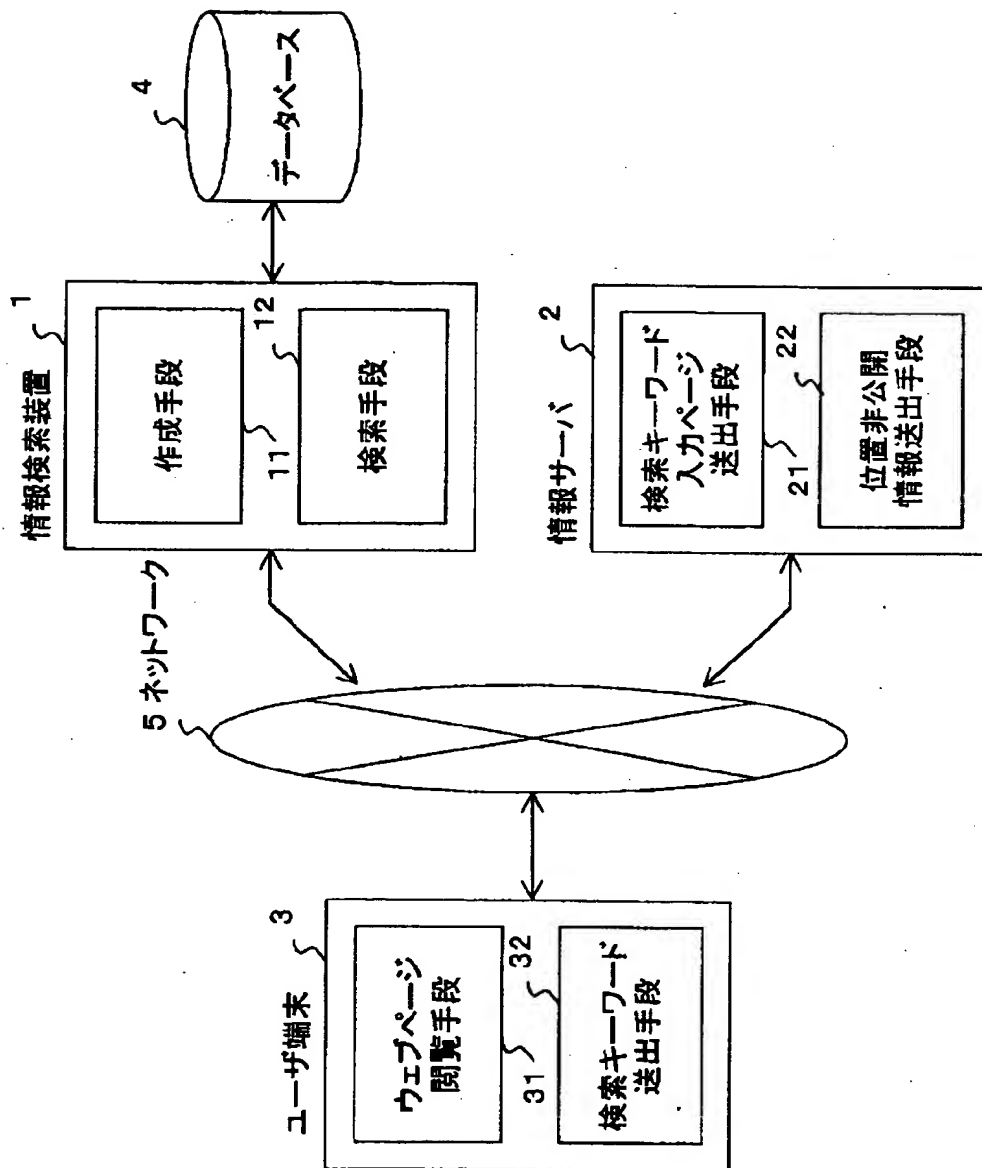 ユーザ端末
3
ウェブページ
閲覧手段
31
32
検索キーワード
送出手段
5 ネットワーク
情報検索装置
1
作成手段
11
12
検索手段
4
データベース
情報サーバ
2
検索キーワード
入力ページ
送出手段
21
22
位置非公開
情報送出手段